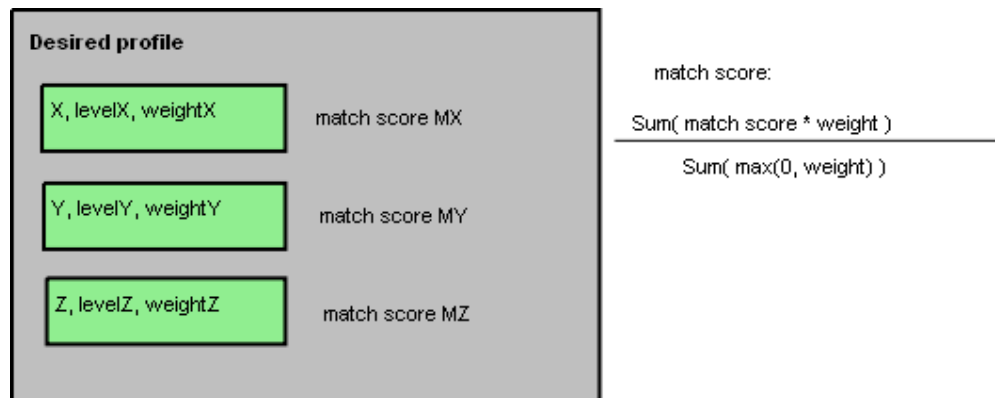 Desired profile
X, levelX, weightX
match score MX
Y, levelY, weightY
match score MY
Z, levelZ, weightZ
match score MZ
match score:
Sum( match score * weight )
Sum( max(0, weight) )